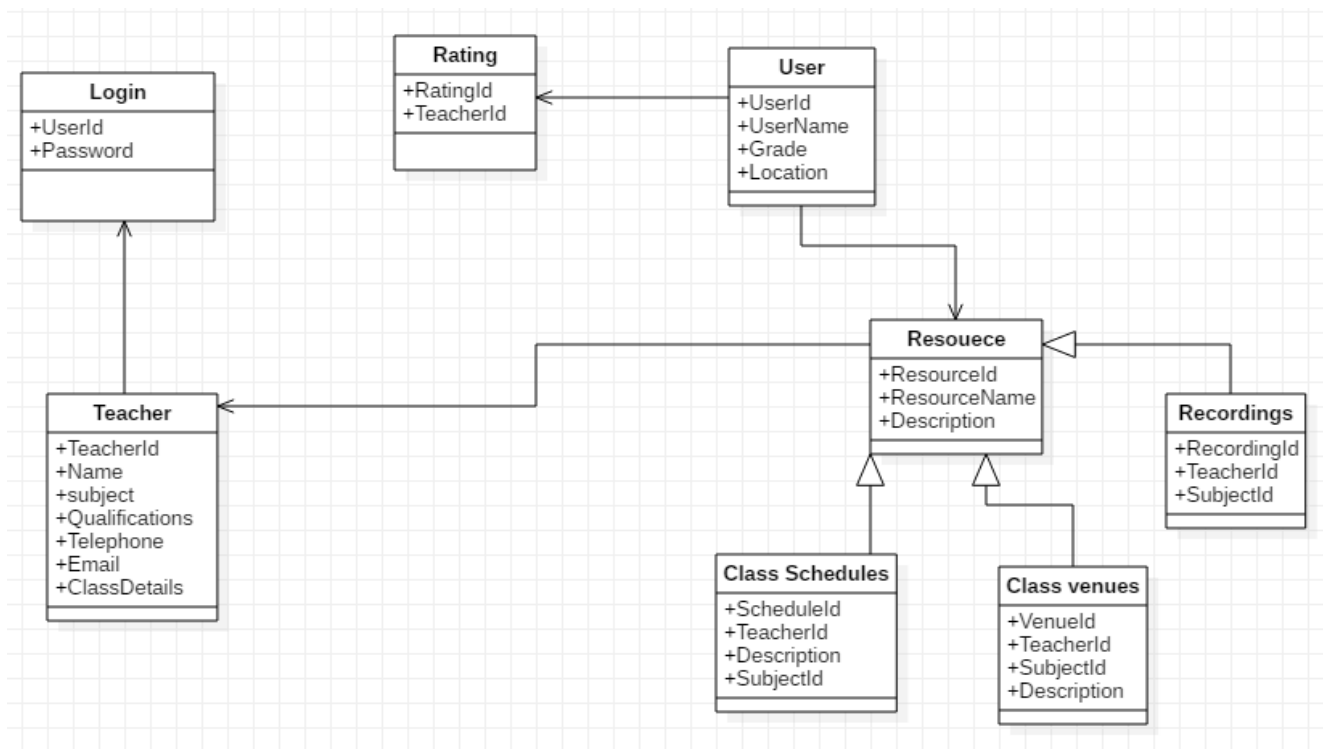 Login
+UserId
+Password
Rating
+RatingId
+TeacherId
User
+UserId
+UserName
+Grade
+Location
Teacher
+TeacherId
+Name
+subject
+Qualifications
+Telephone
+Email
+ClassDetails
Resouece
+ResourceId
+ResourceName
+Description
Recordings
+RecordingId
+TeacherId
+SubjectId
Class Schedules
+ScheduleId
+TeacherId
+Description
+SubjectId
Class venues
+VenueId
+TeacherId
+SubjectId
+Description